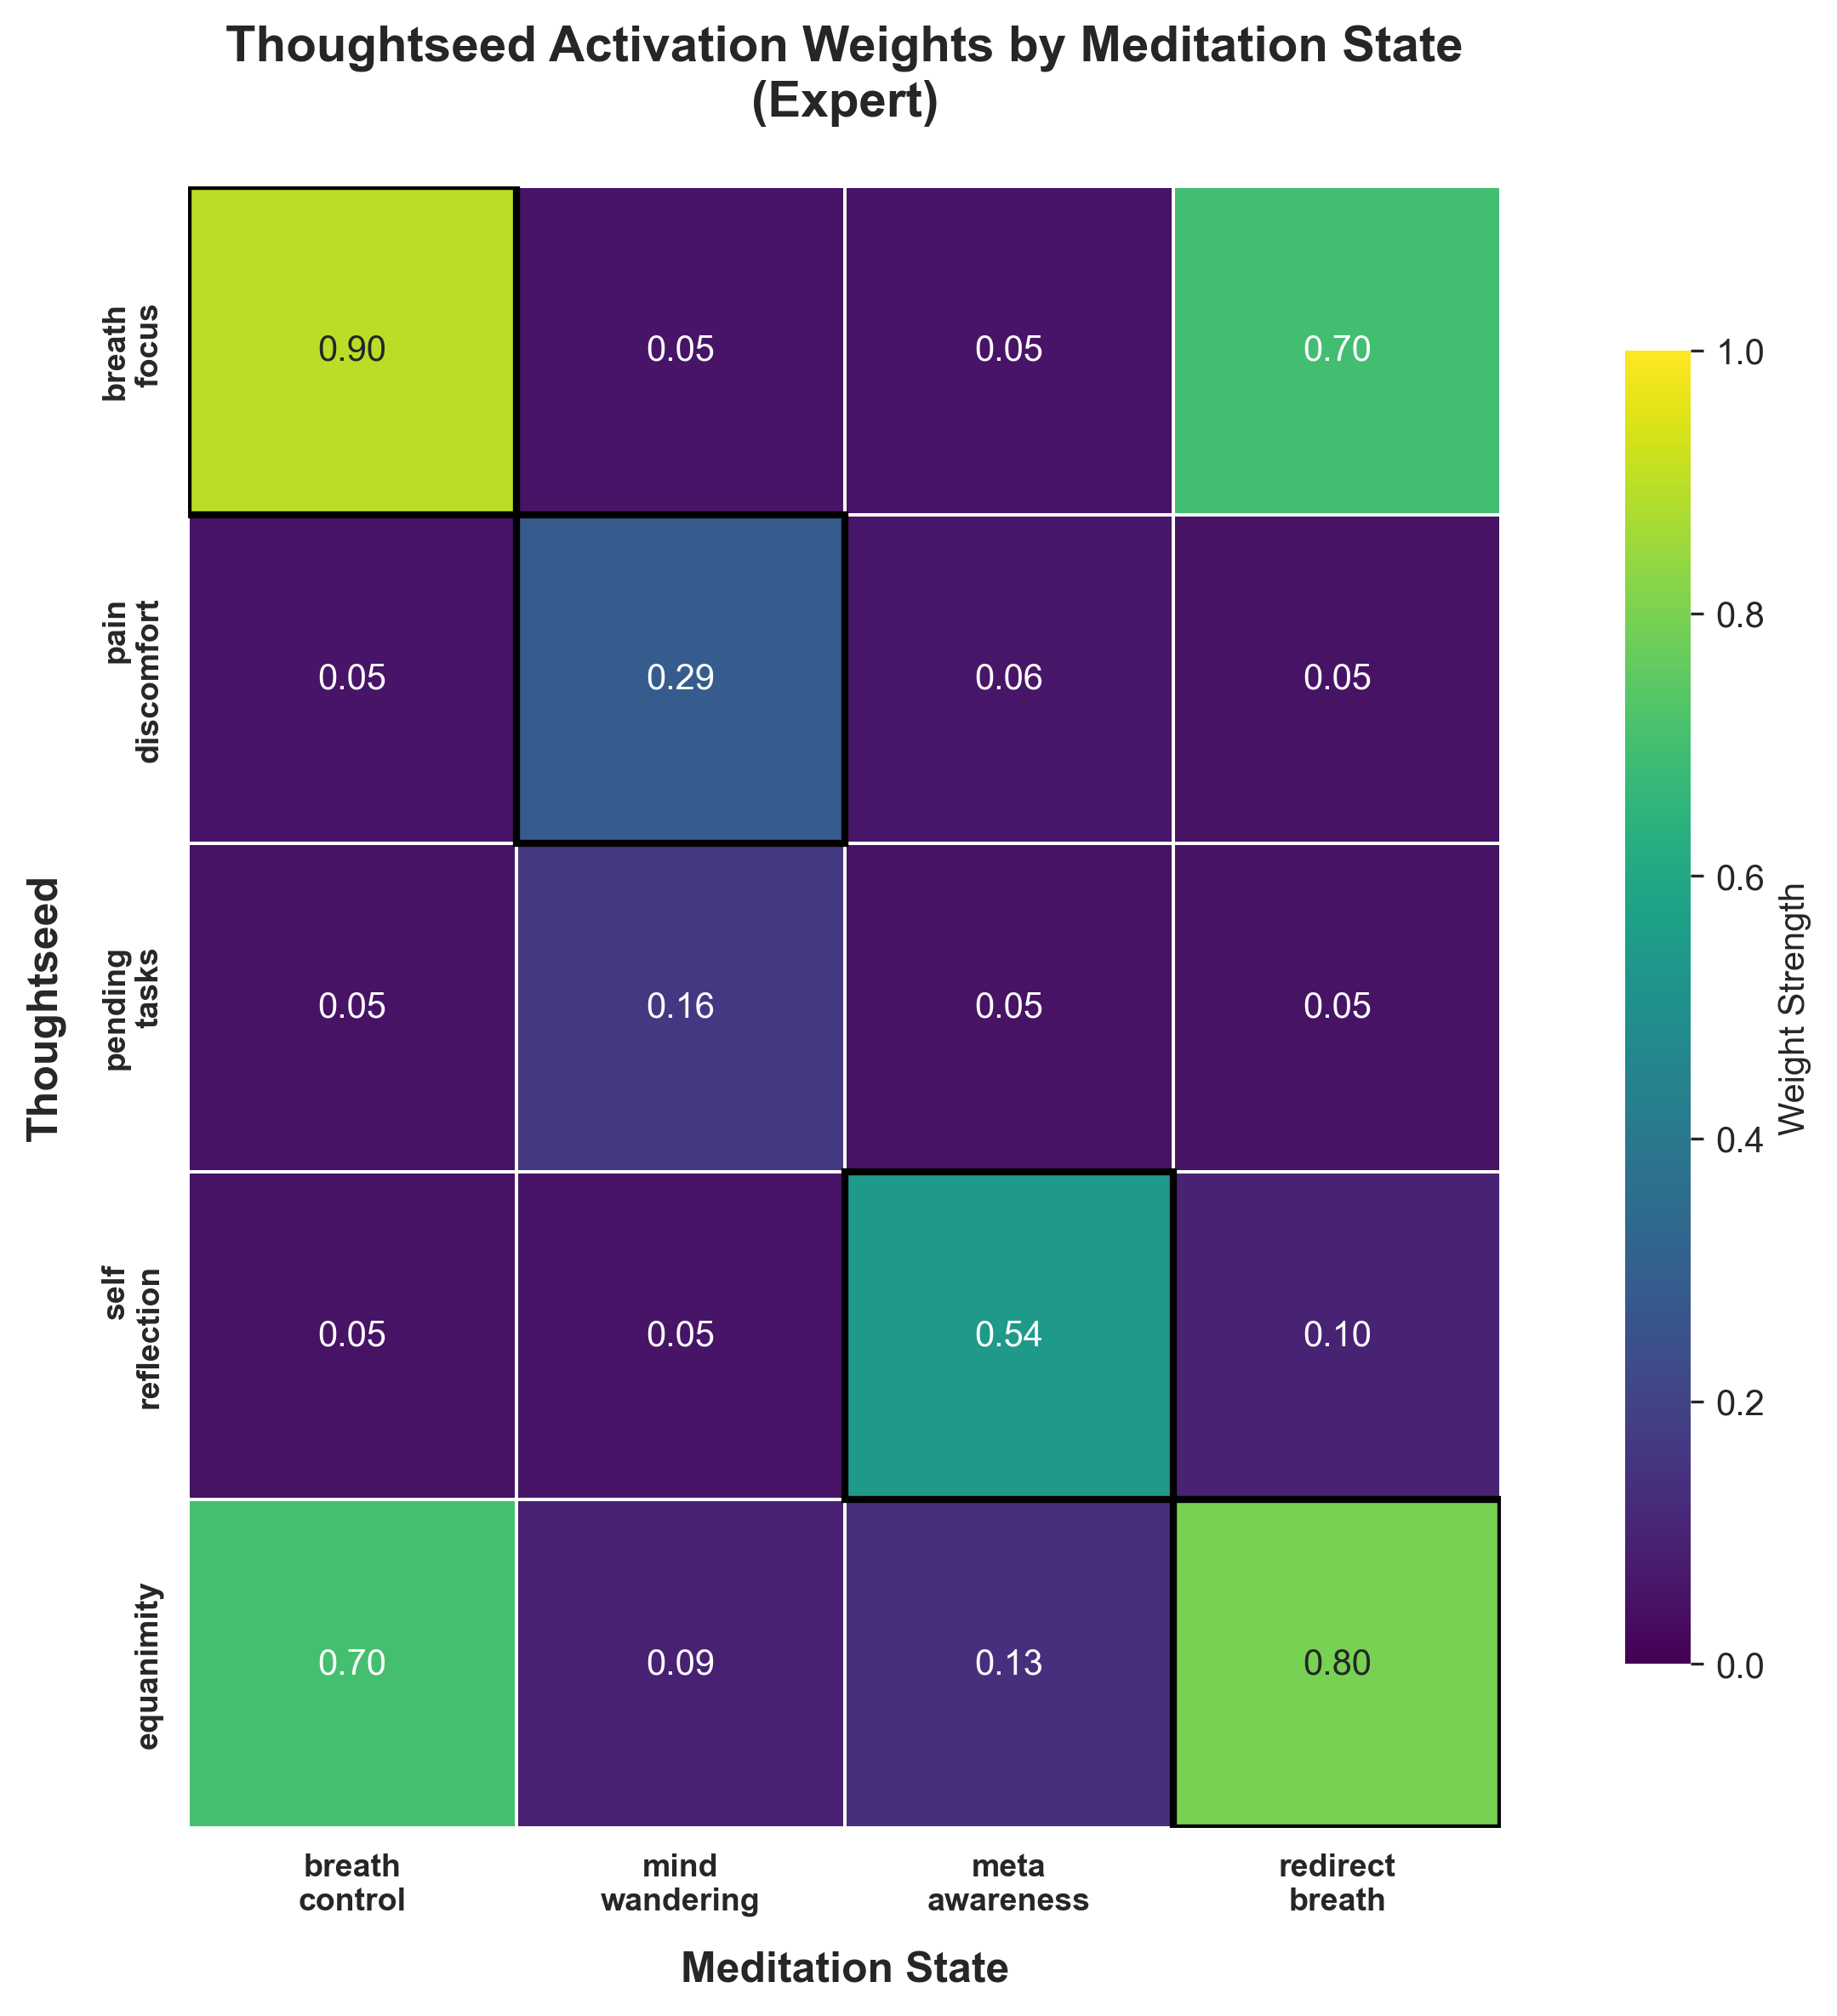 Thoughtseed Activation Weights by Meditation State
(Expert)
Thoughtseed
breath
focus
0.90 0.05 0.05 0.70
pain
discomfort
0.05 0.29 0.06 0.05
pending
tasks
0.05 0.16 0.05 0.05
self
reflection
0.05 0.05 0.54 0.10
equanimity
0.70 0.09 0.13 0.80
breath
control
mind
wandering
meta
awareness
redirect
breath
Meditation State
1.0
0.8
0.6
0.4
0.2
0.0
Weight Strength